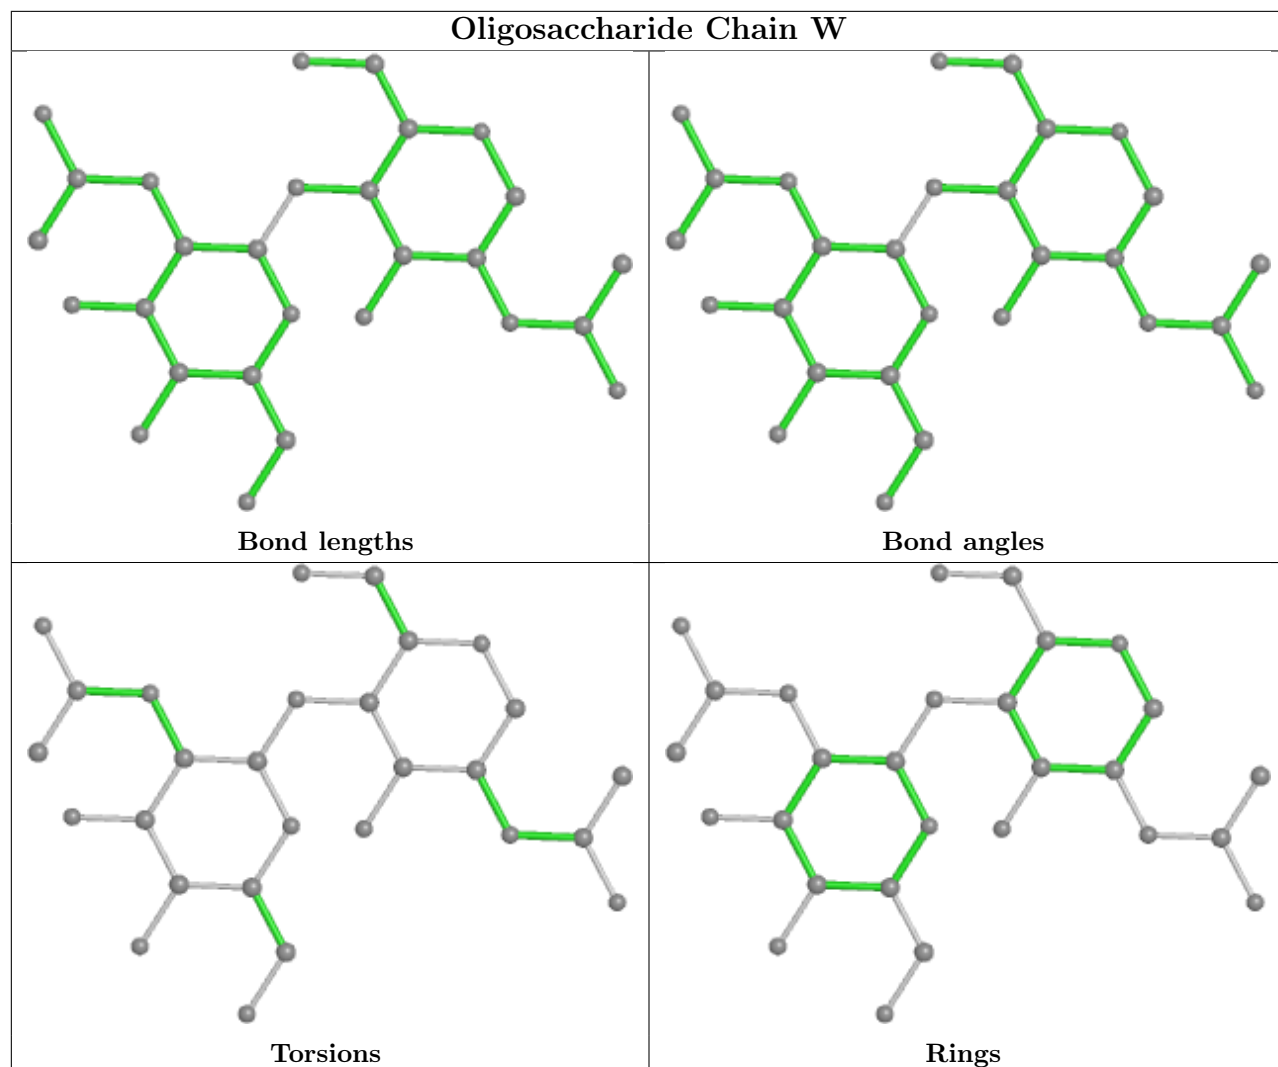 Oligosaccharide Chain W
Bond lengths
Bond angles
Torsions
Rings